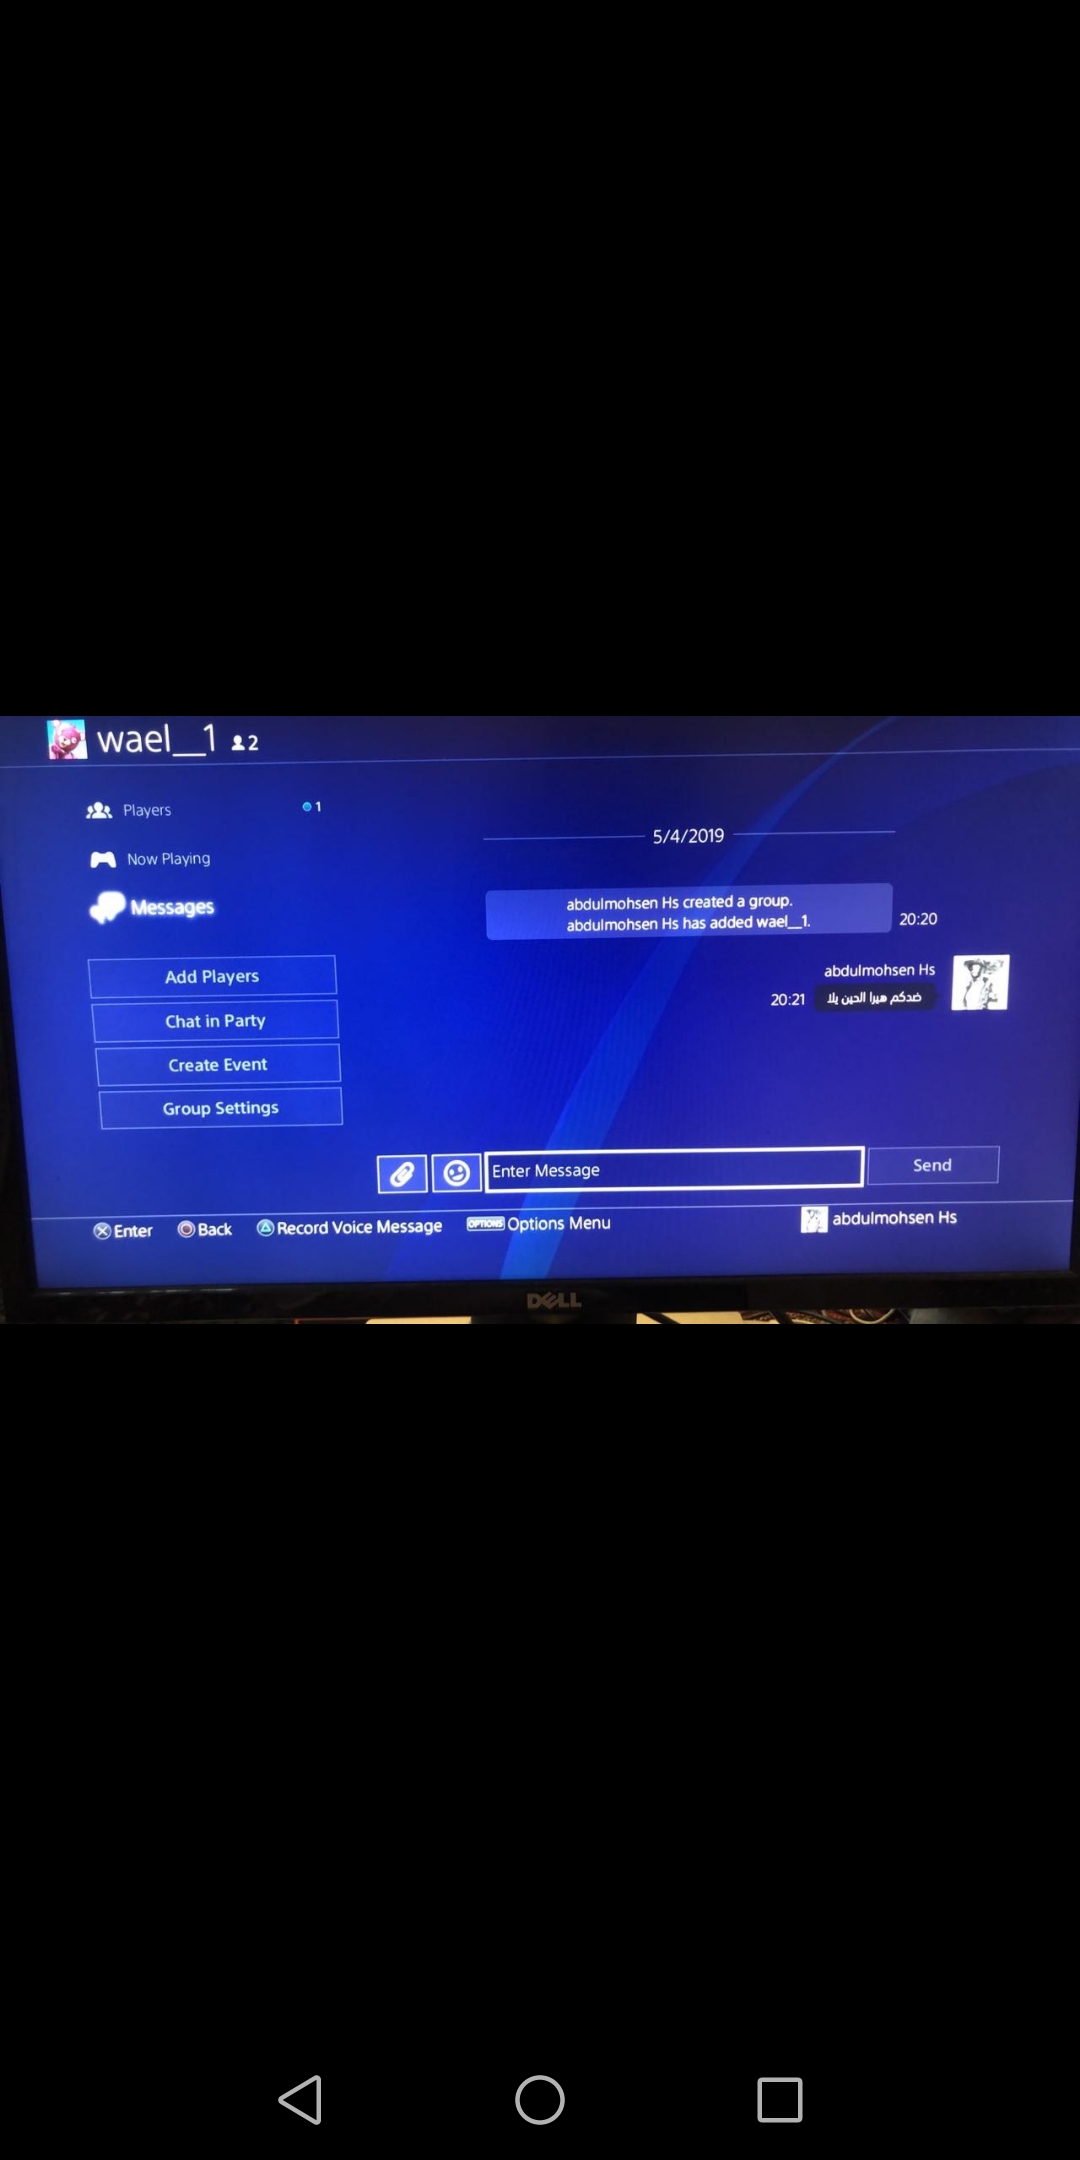 wael__1 2
Players 1
Now Playing
Messages
Add Players
Chat in Party
Create Event
Group Settings
5/4/2019
abdulmohsen Hs created a group.
abdulmohsen Hs has added wael__1.
20:20
abdulmohsen Hs
ضدكم هيرا الحين يلا
20:21
Enter Message
Send
Enter
Back
Record Voice Message
OPTIONS Options Menu
abdulmohsen Hs
DELL